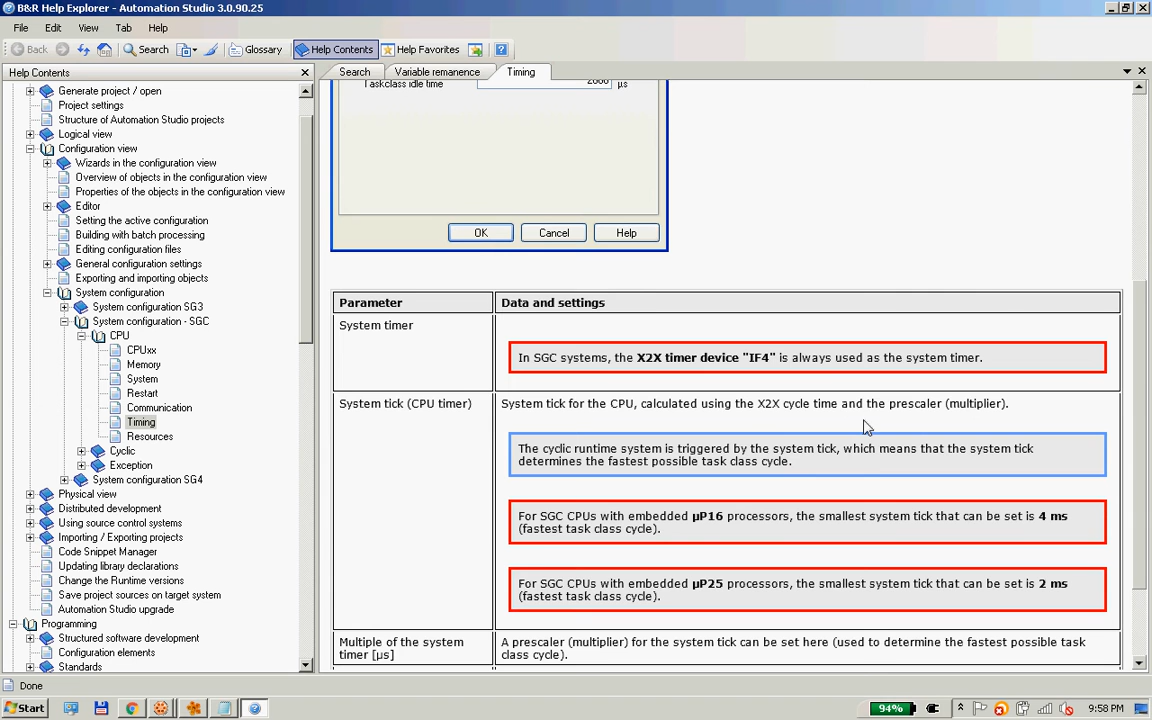 B&R Help Explorer - Automation Studio 3.0.90.25
File Edit View Tab Help
Back Search Glossary Help Contents Help Favorites
Help Contents
Search Variable remanence Timing
Generate project / open
Project settings
Structure of Automation Studio projects
Logical view
Configuration view
Wizards in the configuration view
Overview of objects in the configuration view
Properties of the objects in the configuration view
Editor
Setting the active configuration
Building with batch processing
Editing configuration files
General configuration settings
Exporting and importing objects
System configuration
System configuration SG3
System configuration - SGC
CPU
CPUxx
Memory
System
Restart
Communication
Timing
Resources
Cyclic
Exception
System configuration SG4
Physical view
Distributed development
Using source control systems
Importing / Exporting projects
Code Snippet Manager
Updating library declarations
Change the Runtime versions
Save project sources on target system
Automation Studio upgrade
Programming
Structured software development
Configuration elements
Standards
Taskclass idle time 2000 µs
OK Cancel Help
Parameter Data and settings
System timer
In SGC systems, the X2X timer device "IF4" is always used as the system timer.
System tick (CPU timer) System tick for the CPU, calculated using the X2X cycle time and the prescaler (multiplier).
The cyclic runtime system is triggered by the system tick, which means that the system tick
determines the fastest possible task class cycle.
For SGC CPUs with embedded µP16 processors, the smallest system tick that can be set is 4 ms
(fastest task class cycle).
For SGC CPUs with embedded µP25 processors, the smallest system tick that can be set is 2 ms
(fastest task class cycle).
Multiple of the system
timer [µs]
A prescaler (multiplier) for the system tick can be set here (used to determine the fastest possible task
class cycle).
Done
Start 94% 9:58 PM